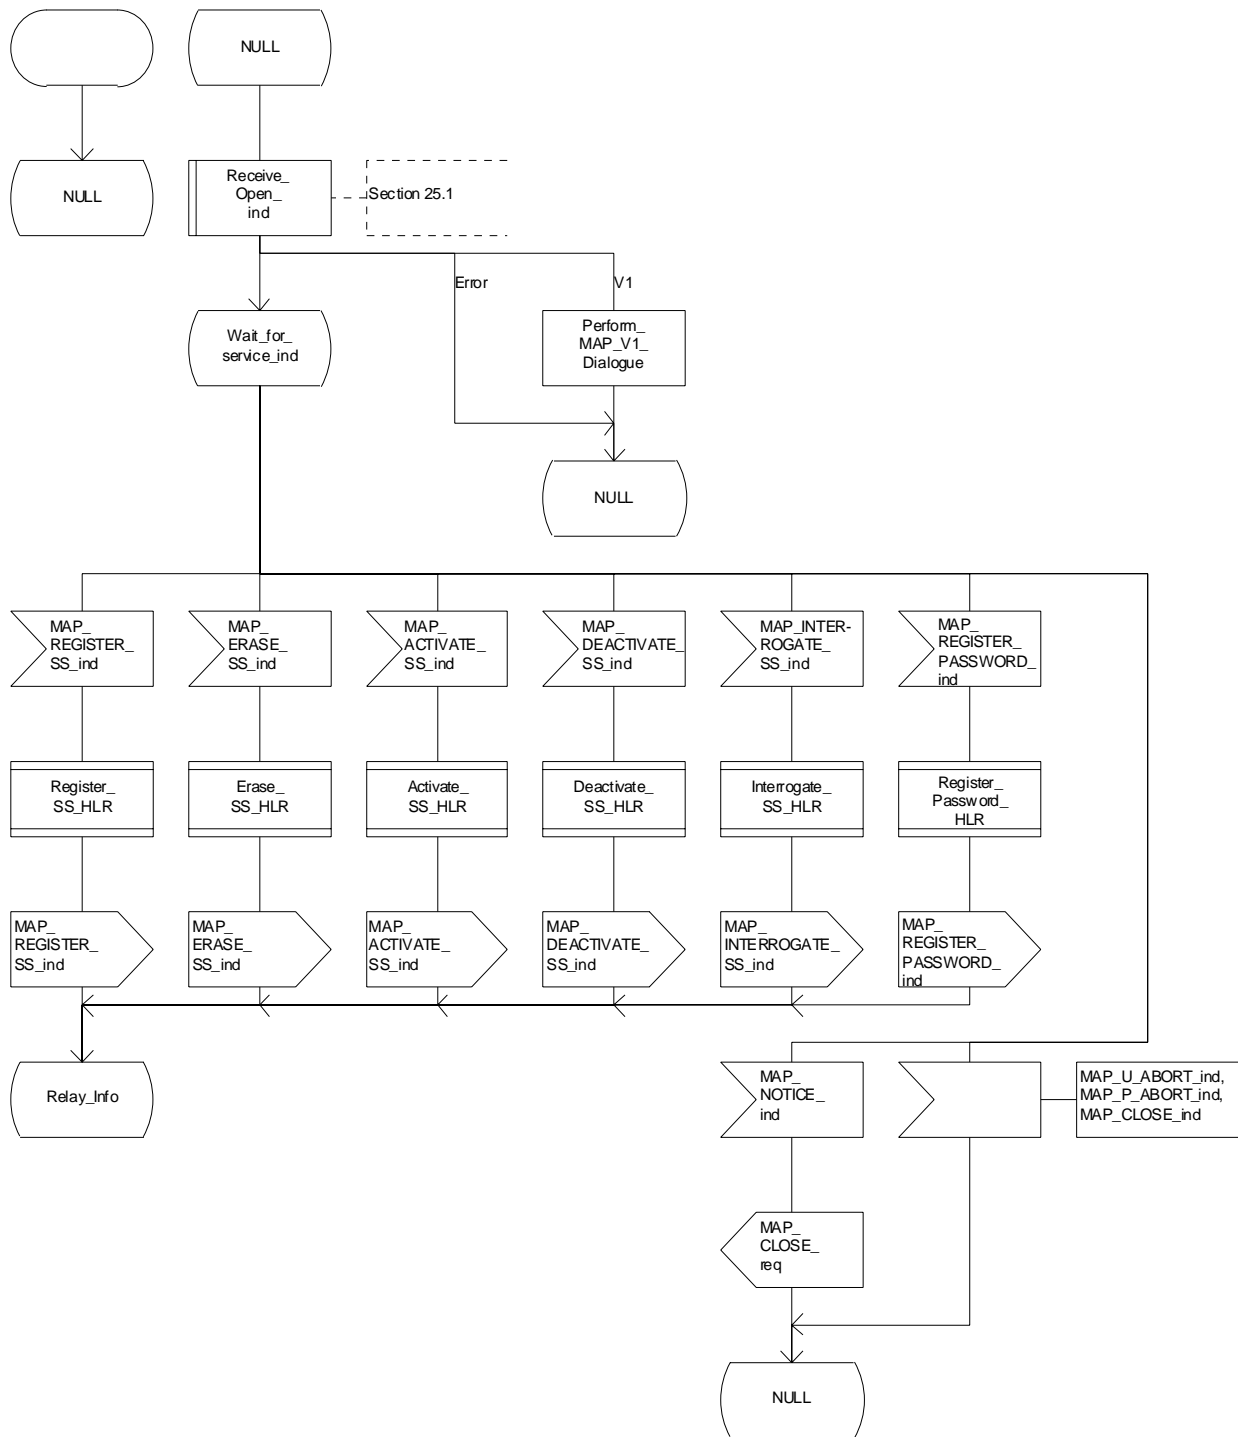 NULL
NULL
Receive_
Open_
ind
Section 25.1
Error
V1
Wait_for_
service_ind
Perform_
MAP_V1_
Dialogue
NULL
MAP_
REGISTER_
SS_ind
MAP_
ERASE_
SS_ind
MAP_
ACTIVATE_
SS_ind
MAP_
DEACTIVATE_
SS_ind
MAP_INTER-
ROGATE_
SS_ind
MAP_
REGISTER_
PASSWORD_
ind
Register_
SS_HLR
Erase_
SS_HLR
Activate_
SS_HLR
Deactivate_
SS_HLR
Interrogate_
SS_HLR
Register_
Password_
HLR
MAP_
REGISTER_
SS_ind
MAP_
ERASE_
SS_ind
MAP_
ACTIVATE_
SS_ind
MAP_
DEACTIVATE_
SS_ind
MAP_
INTERROGATE_
SS_ind
MAP_
REGISTER_
PASSWORD_
ind
Relay_Info
MAP_
NOTICE_
ind
MAP_U_ABORT_ind,
MAP_P_ABORT_ind,
MAP_CLOSE_ind
MAP_
CLOSE_
req
NULL